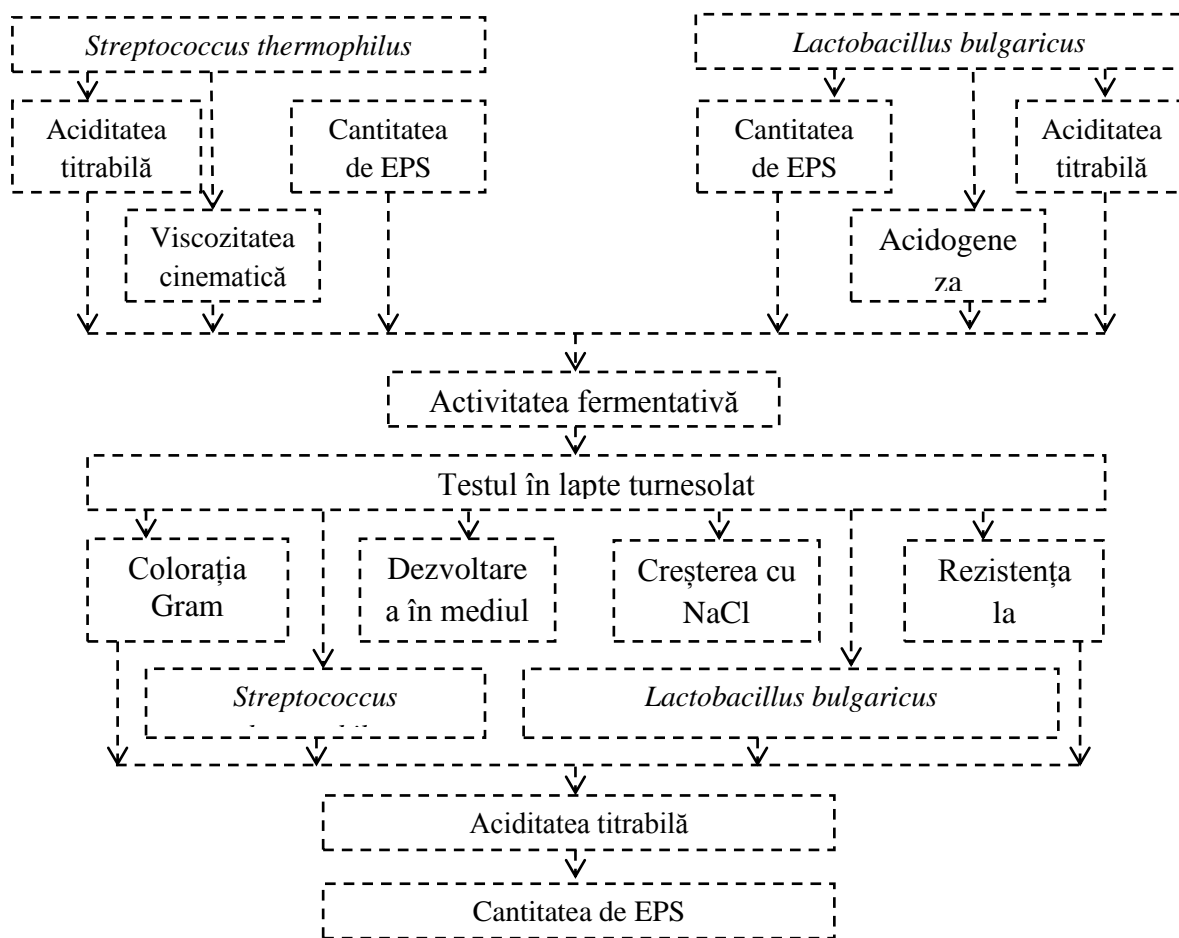 Streptococcus thermophilus
Lactobacillus bulgaricus
Aciditatea
titrabilă
Cantitatea
de EPS
Cantitatea
de EPS
Aciditatea
titrabilă
Viscozitatea
cinematică
Acidogene
za
Activitatea fermentativă
Testul în lapte turnesolat
Colorația
Gram
Dezvoltare
a în mediul
Creșterea cu
NaCl
Rezistența
la
Streptococcus
Lactobacillus bulgaricus
Aciditatea titrabilă
Cantitatea de EPS